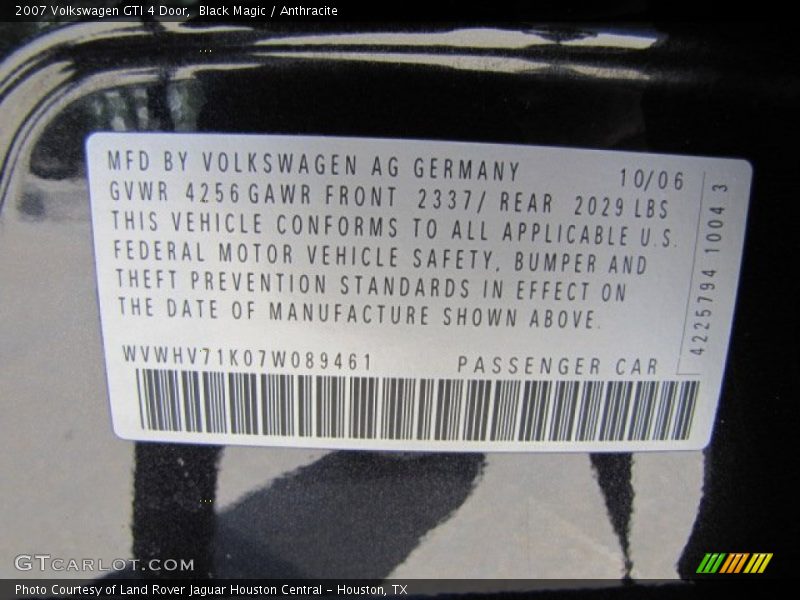 2007 Volkswagen GTI 4 Door, Black Magic / Anthracite
MFD BY VOLKSWAGEN AG GERMANY 10/06
GVWR 4256 GAWR FRONT 2337/ REAR 2029 LBS
THIS VEHICLE CONFORMS TO ALL APPLICABLE U.S.
FEDERAL MOTOR VEHICLE SAFETY, BUMPER AND
THEFT PREVENTION STANDARDS IN EFFECT ON
THE DATE OF MANUFACTURE SHOWN ABOVE.
WVWHV71K07W089461 PASSENGER CAR
4225794 1004 3
GTCARLOT.COM
Photo Courtesy of Land Rover Jaguar Houston Central - Houston, TX